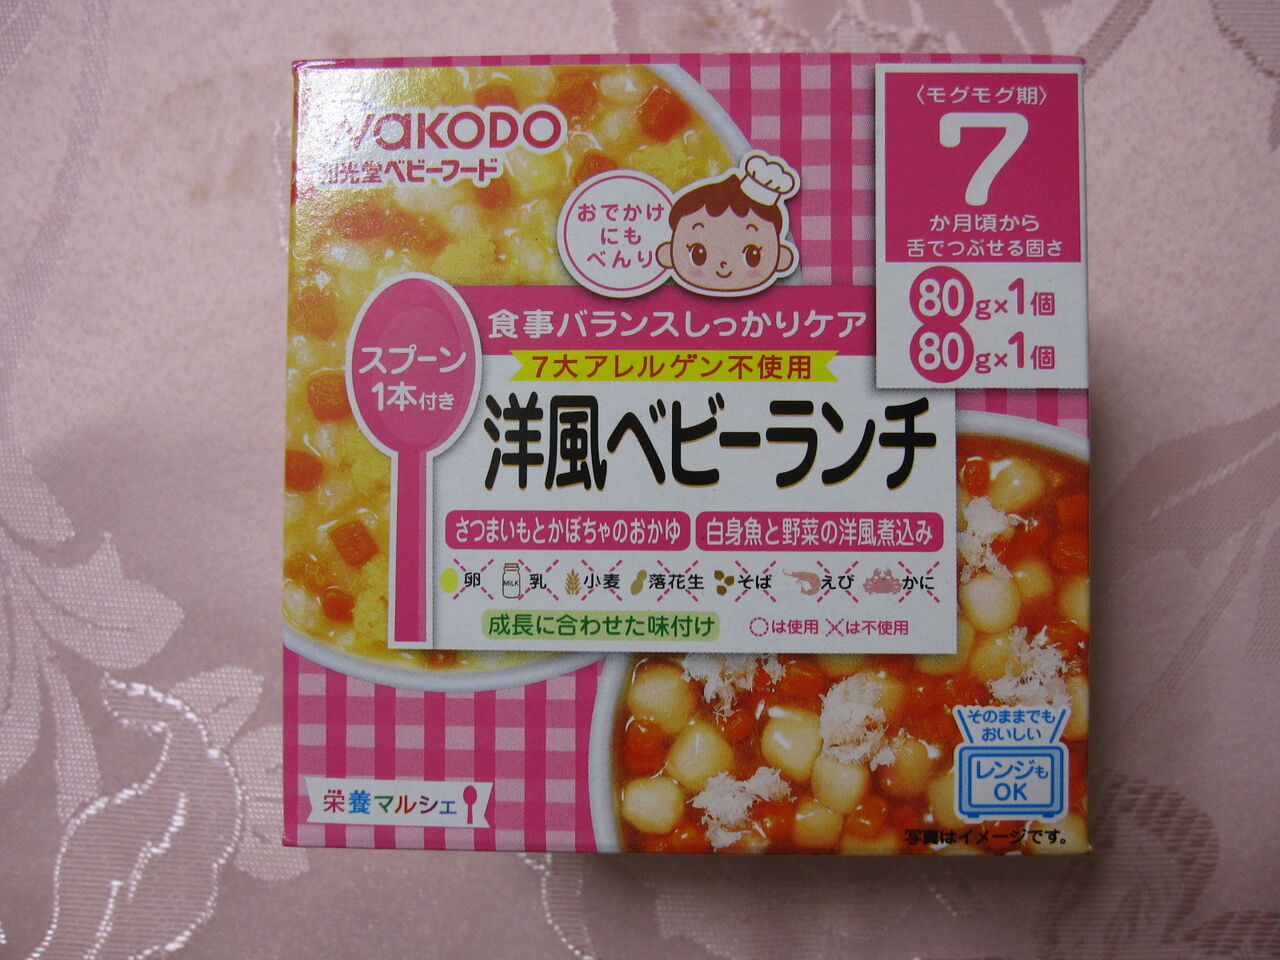 WAKODO
和光堂ベビーフード
おでかけ
にも
べんり
〈モグモグ期〉
7
か月頃から
舌でつぶせる固さ
80g×1個
80g×1個
食事バランスしっかりケア
7大アレルゲン不使用
スプーン
1本付き
洋風ベビーランチ
さつまいもとかぼちゃのおかゆ
白身魚と野菜の洋風煮込み
卵 MILK 乳 小麦 落花生 そば えび かに
成長に合わせた味付け
は使用 は不使用
そのままでも
おいしい
レンジも
OK
栄養マルシェ
写真はイメージです。